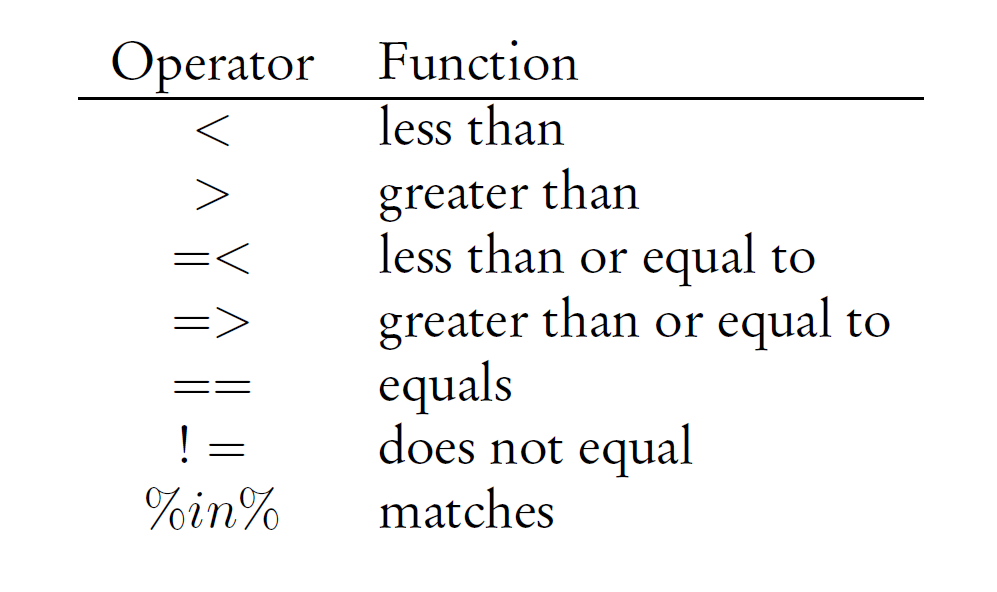 Operator Function
< less than
> greater than
=< less than or equal to
=> greater than or equal to
== equals
! = does not equal
%in% matches